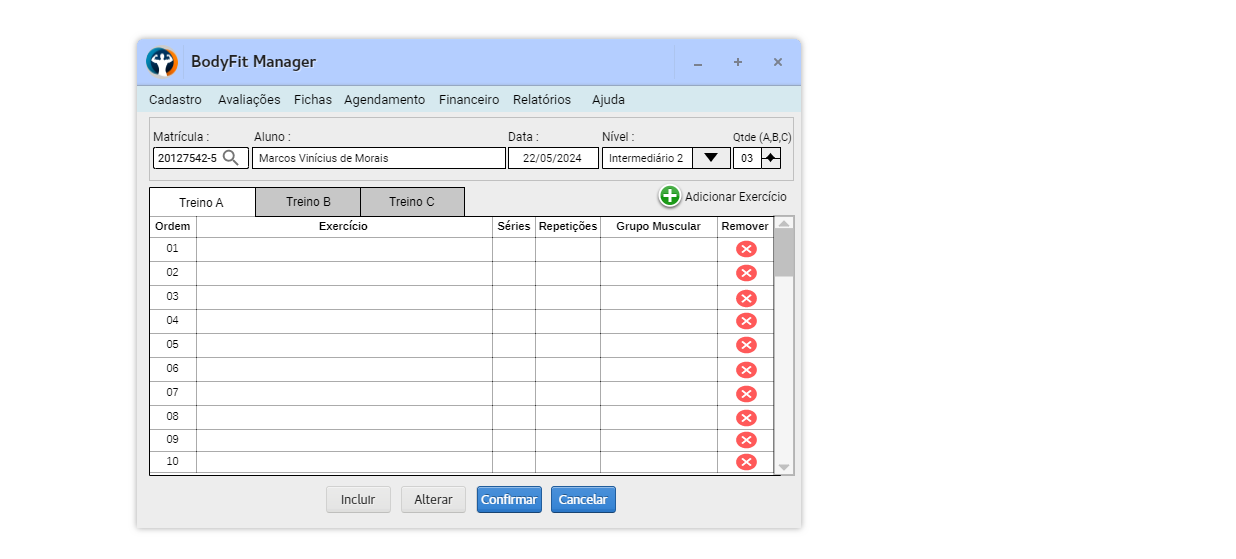 BodyFit Manager
Cadastro Avaliações Fichas Agendamento Financeiro Relatórios Ajuda
Matrícula : Aluno : Data : Nível : Qtde (A,B,C)
20127542-5 Marcos Vinícius de Morais 22/05/2024 Intermediário 2 03
Treino A Treino B Treino C Adicionar Exercício
Ordem Exercício Séries Repetições Grupo Muscular Remover
01
02
03
04
05
06
07
08
09
10
Incluir Alterar Confirmar Cancelar